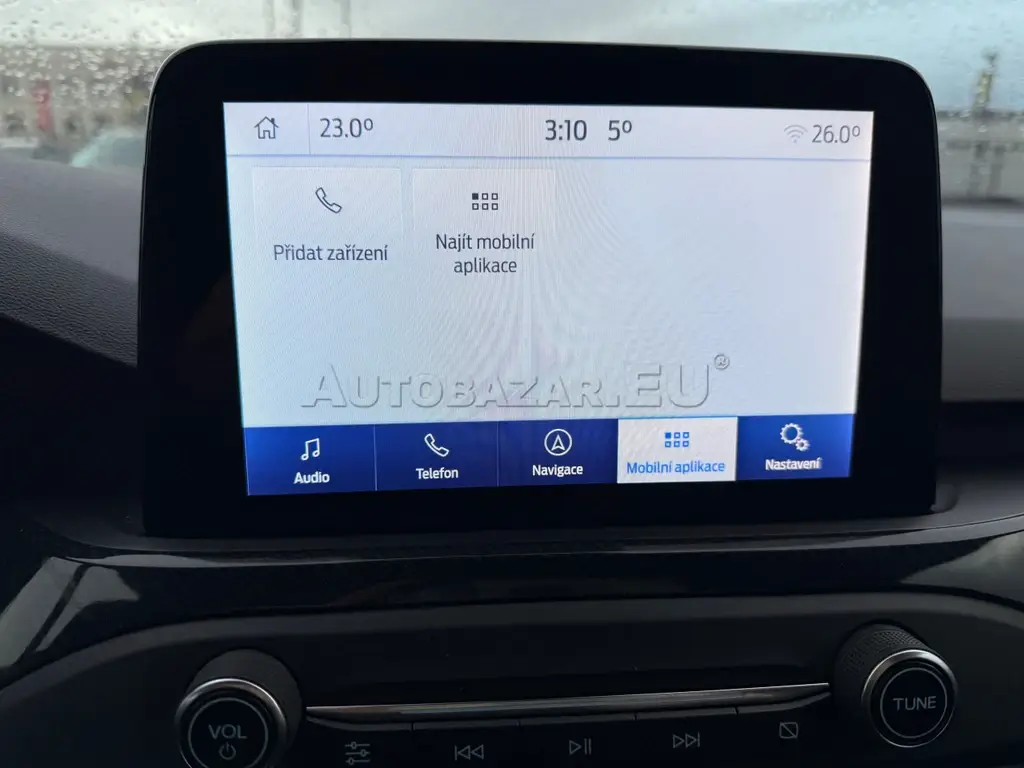 23.0° 3:10 5° 26.0°
Přidat zařízení
Najít mobilní
aplikace
AUTOBAZAR.EU®
Audio Telefon Navigace Mobilní aplikace Nastavení
VOL TUNE